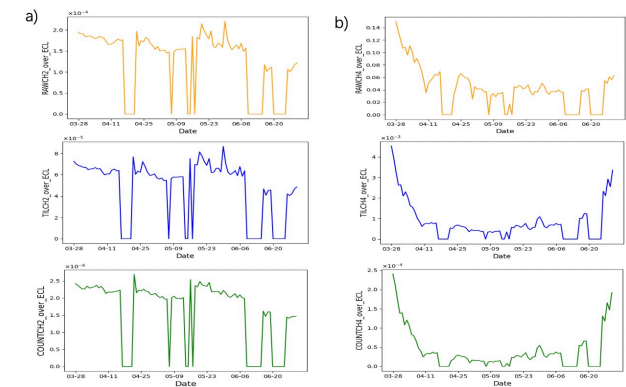 a)
b)
×10⁻⁴
RAWCH2_over_ECL
2.0
1.5
1.0
0.5
0.0
03-28 04-11 04-25 05-09 05-23 06-06 06-20
Date
RAWCH4_over_ECL
0.14
0.12
0.10
0.08
0.06
0.04
0.02
0.00
03-28 04-11 04-25 05-09 05-23 06-06 06-20
Date
×10⁻⁵
TILCH2_over_ECL
8
6
4
2
0
03-28 04-11 04-25 05-09 05-23 06-06 06-20
Date
×10⁻³
TILCH4_over_ECL
4
3
2
1
0
03-28 04-11 04-25 05-09 05-23 06-06 06-20
Date
COUNTCH2_over_ECL
2.5
2.0
1.5
1.0
0.5
0.0
03-28 04-11 04-25 05-09 05-23 06-06 06-20
Date
×10⁻⁴
COUNTCH4_over_ECL
2.5
2.0
1.5
1.0
0.5
0.0
03-28 04-11 04-25 05-09 05-23 06-06 06-20
Date